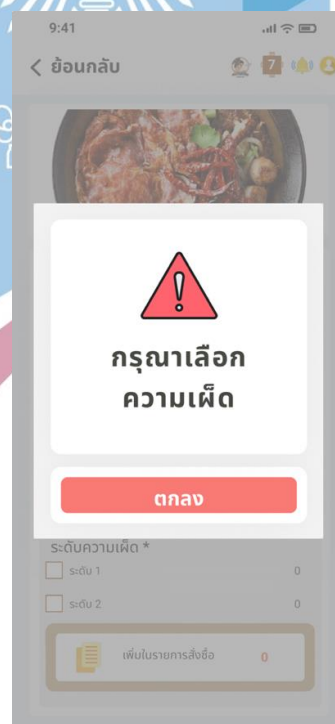 9:41
ย้อนกลับ
7
กรุณาเลือก
ความเผ็ด
ตกลง
ระดับความเผ็ด *
ระดับ 1 0
ระดับ 2 0
เพิ่มในรายการสั่งซื้อ 0